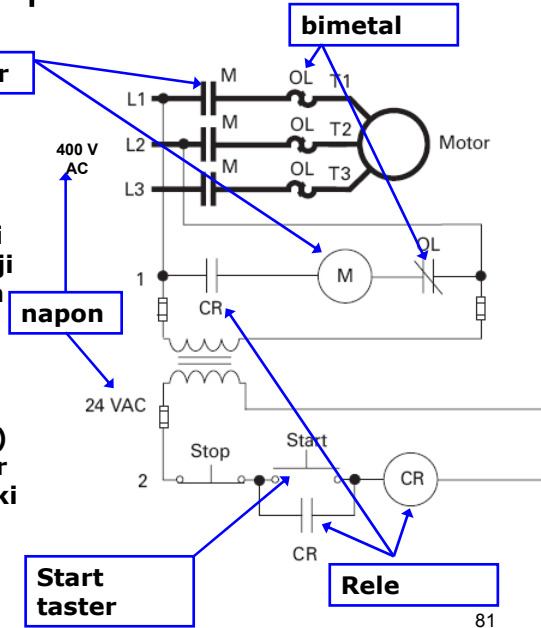 bimetal
r
M
OL
T1
L1
M
OL
T2
L2
Motor
400 V
AC
M
OL
T3
L3
i
ji
OL
1
CR
M
napon
24 VAC
)
r
ki
Stop
Start
2
CR
CR
Start
taster
Rele
81